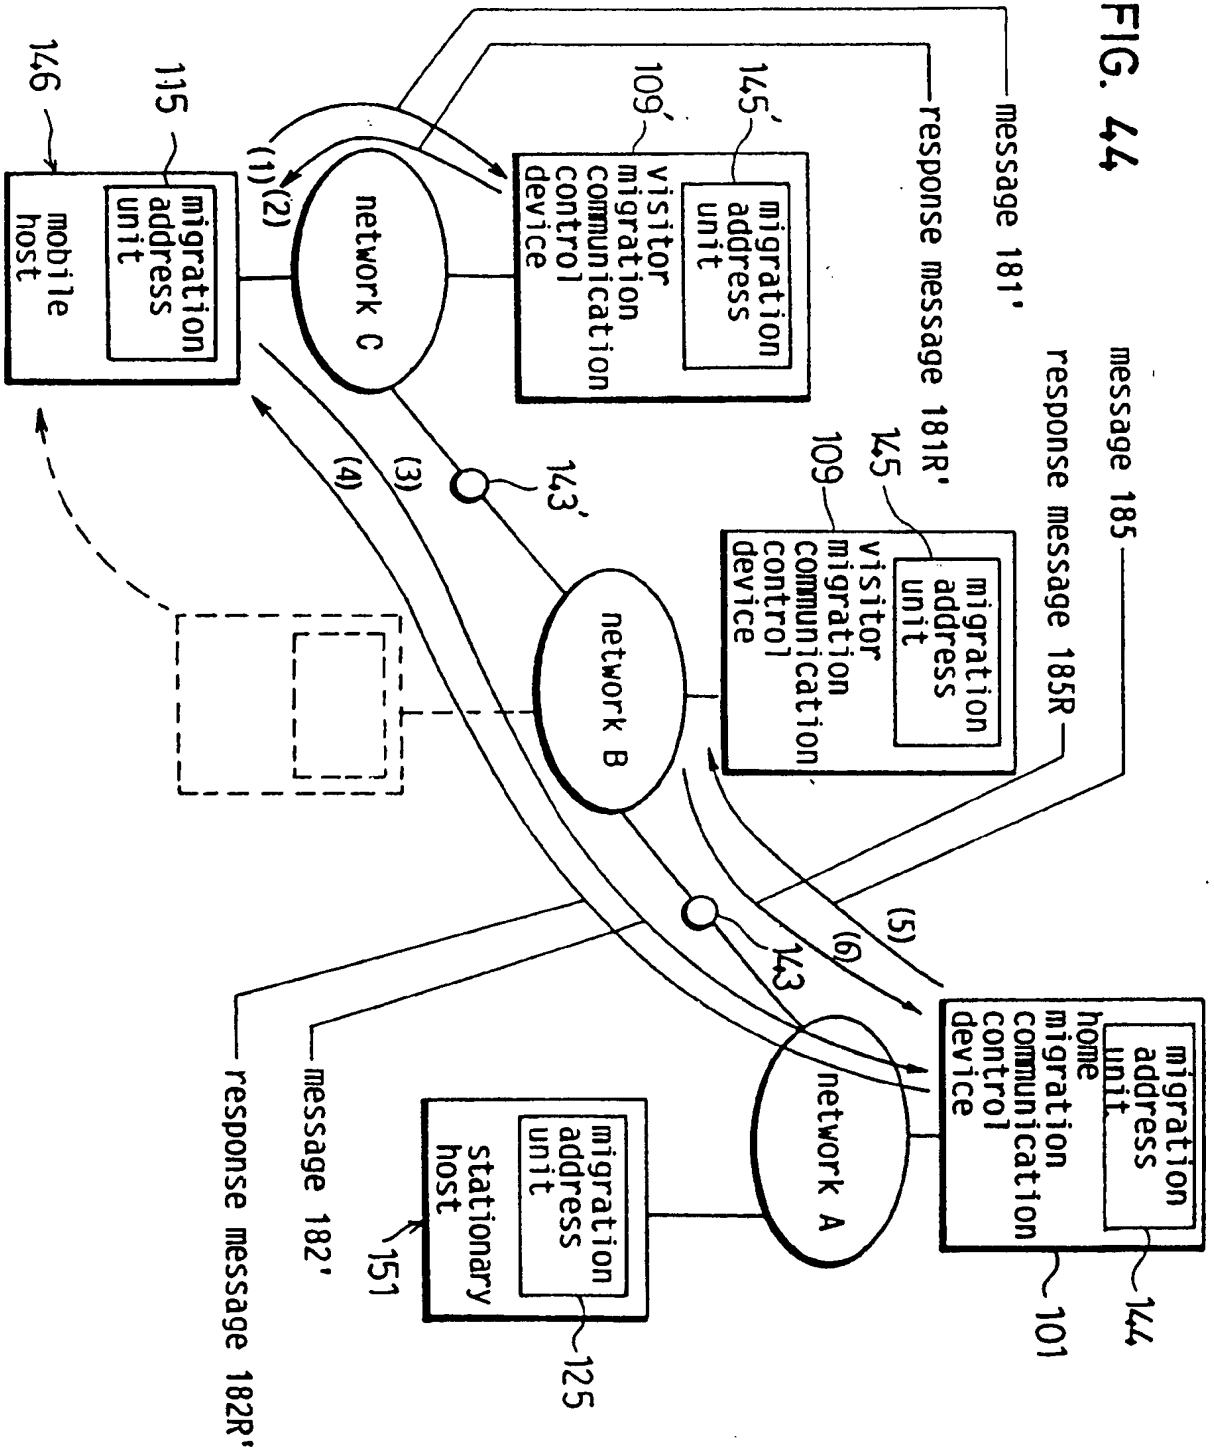 FIG. 44
message 181'
response message 181R'
message 185
response message 185R
145'
109'
migration
address
unit
visitor
migration
communication
control
device
145
109
migration
address
unit
visitor
migration
communication
control
device
144
101
migration
address
unit
home
migration
communication
control
device
(1)
(2)
network C
143'
network B
143
network A
(3)
(4)
(5)
(6)
115
146
migration
address
unit
mobile
host
migration
address
unit
stationary
host
125
151
message 182'
response message 182R'